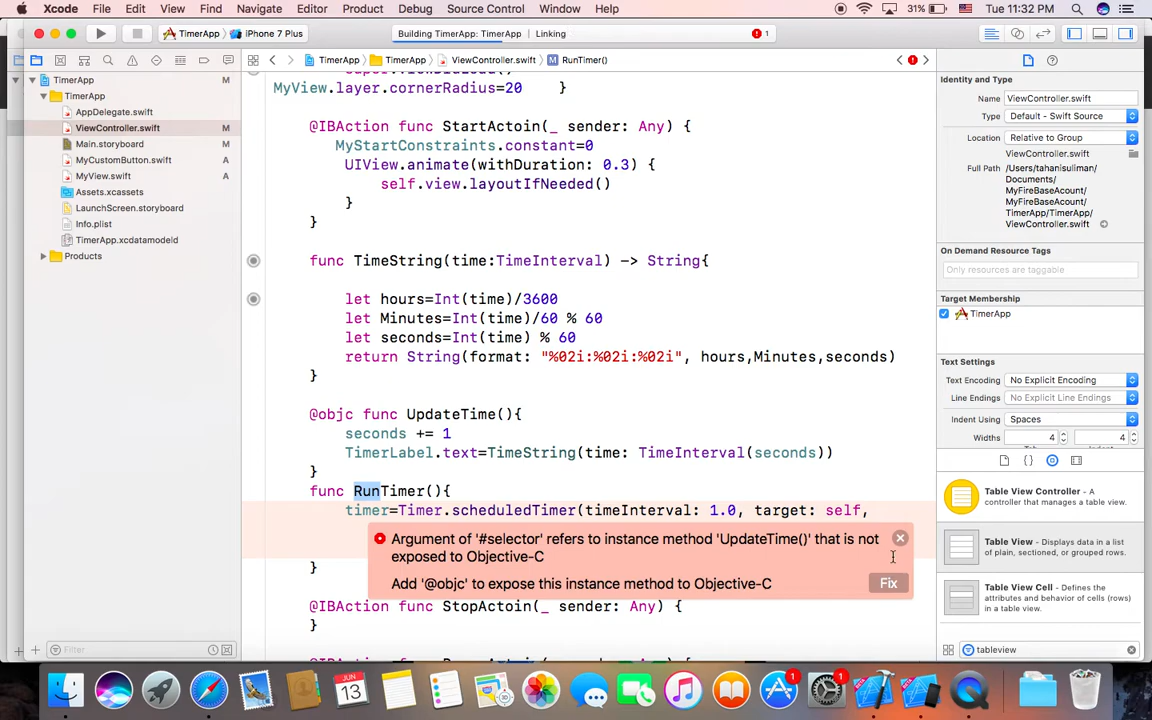 Xcode File Edit View Find Navigate Editor Product Debug Source Control Window Help 31% Tue 11:32 PM
TimerApp iPhone 7 Plus Building TimerApp: TimerApp Linking 1
TimerApp TimerApp ViewController.swift RunTimer()
TimerApp M
TimerApp
AppDelegate.swift
ViewController.swift M
Main.storyboard M
MyCustomButton.swift A
MyView.swift A
Assets.xcassets
LaunchScreen.storyboard
Info.plist
TimerApp.xcdatamodeld
Products
Filter
super.viewDidLoad()
MyView.layer.cornerRadius=20 }
@IBAction func StartActoin(_ sender: Any) {
MyStartConstraints.constant=0
UIView.animate(withDuration: 0.3) {
self.view.layoutIfNeeded()
}
}
func TimeString(time:TimeInterval) -> String{
let hours=Int(time)/3600
let Minutes=Int(time)/60 % 60
let seconds=Int(time) % 60
return String(format: "%02i:%02i:%02i", hours,Minutes,seconds)
}
@objc func UpdateTime(){
seconds += 1
TimerLabel.text=TimeString(time: TimeInterval(seconds))
}
func RunTimer(){
timer=Timer.scheduledTimer(timeInterval: 1.0, target: self,
Argument of '#selector' refers to instance method 'UpdateTime()' that is not
exposed to Objective-C
Add '@objc' to expose this instance method to Objective-C Fix
}
@IBAction func StopActoin(_ sender: Any) {
}
Identity and Type
Name ViewController.swift
Type Default - Swift Source
Location Relative to Group
ViewController.swift
Full Path /Users/tahanisuliman/
Documents/
MyFireBaseAcount/
TimerApp/TimerApp/
ViewController.swift
On Demand Resource Tags
Only resources are taggable
Target Membership
TimerApp
Text Settings
Text Encoding No Explicit Encoding
Line Endings No Explicit Line Endings
Indent Using Spaces
Widths 4 4
{ }
Table View Controller - A
controller that manages a table view.
Table View - Displays data in a
list of plain, sectioned, or grouped rows.
Table View Cell - Defines the
attributes and behavior of cells (rows)
in a table view.
tableview
JUN
13
1
1